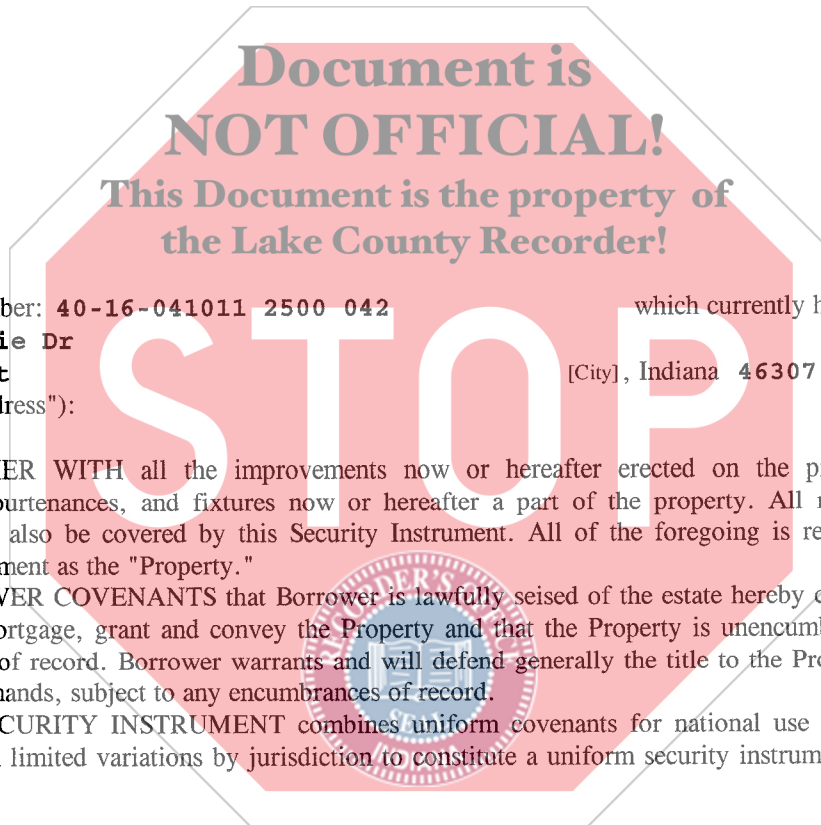 Document is
NOT OFFICIAL!
This Document is the property of
the Lake County Recorder!
ber: 40-16-041011 2500 042 which currently h
ie Dr
t [City], Indiana 46307
dress"):
STOP
ER WITH all the improvements now or hereafter erected on the p
purtenances, and fixtures now or hereafter a part of the property. All r
also be covered by this Security Instrument. All of the foregoing is re
ment as the "Property."
VER COVENANTS that Borrower is lawfully seised of the estate hereby c
ortgage, grant and convey the Property and that the Property is unencumb
of record. Borrower warrants and will defend generally the title to the Pro
nands, subject to any encumbrances of record.
CURITY INSTRUMENT combines uniform covenants for national use
limited variations by jurisdiction to constitute a uniform security instrum
RECORDER'S OFFICE
SEAL
INDIANA